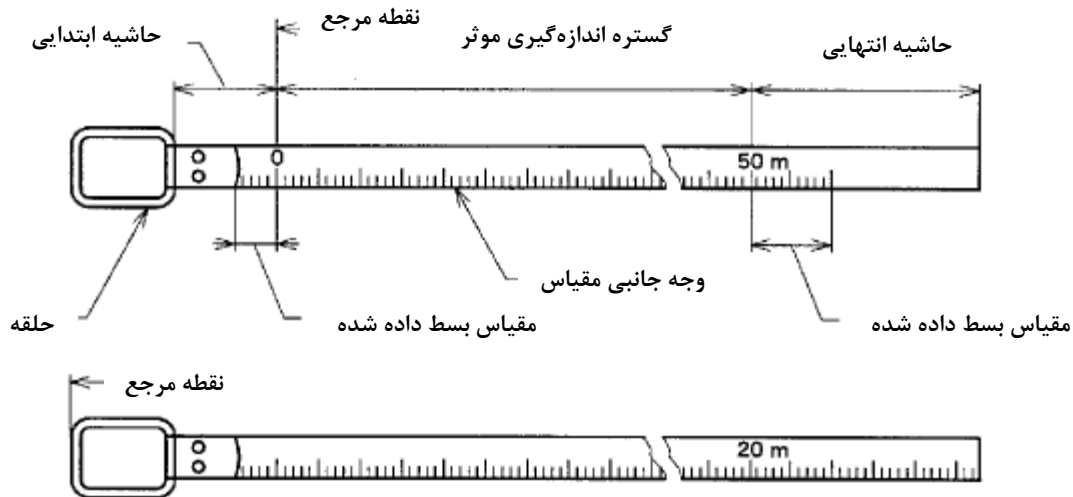 نقطه مرجع
حاشیه ابتدایی
گستره اندازه‌گیری موثر
حاشیه انتهایی
0
50 m
وجه جانبی مقیاس
حلقه
مقیاس بسط داده شده
مقیاس بسط داده شده
نقطه مرجع
20 m